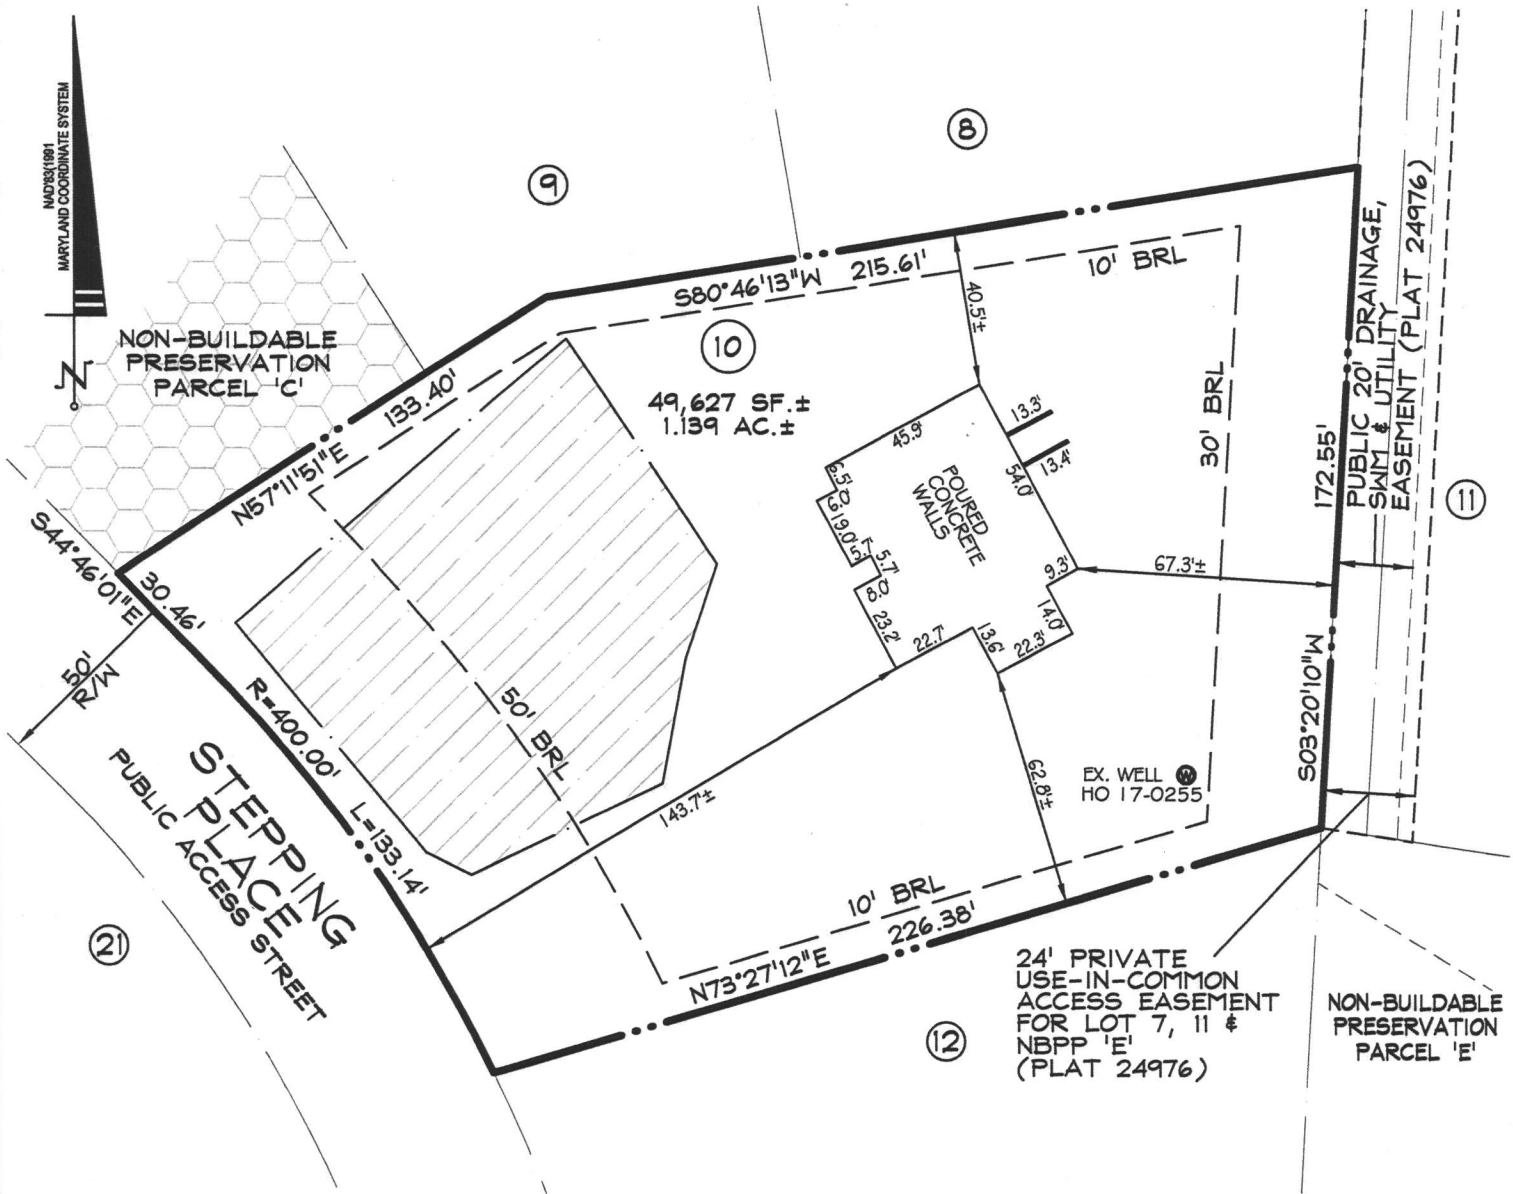 NAD'83(1991
MARYLAND COORDINATE SYSTEM
N
NON-BUILDABLE
PRESERVATION
PARCEL 'C'
9
8
S80°46'13"W 215.61'
10' BRL
10
49,627 SF.±
1.139 AC.±
133.40'
N57°11'51"E
S44°46'01"E
30.46'
50'
R/W
R=400.00'
L=133.14'
STEPPING
PLACE
PUBLIC ACCESS STREET
21
50' BRL
40.5'±
45.9'
13.3'
13.4'
54.0'
6.5'
19.0'
5.7'
8.0'
23.2'
22.7'
13.6'
22.3'
14.0'
9.3'
POURED
CONCRETE
WALLS
67.3'±
30' BRL
172.55'
S03°20'10"W
PUBLIC 20' DRAINAGE,
SWM & UTILITY
EASEMENT (PLAT 24976)
11
143.7'±
62.8'±
EX. WELL W
HO 17-0255
10' BRL
226.38'
N73°27'12"E
12
24' PRIVATE
USE-IN-COMMON
ACCESS EASEMENT
FOR LOT 7, 11 &
NBPP 'E'
(PLAT 24976)
NON-BUILDABLE
PRESERVATION
PARCEL 'E'